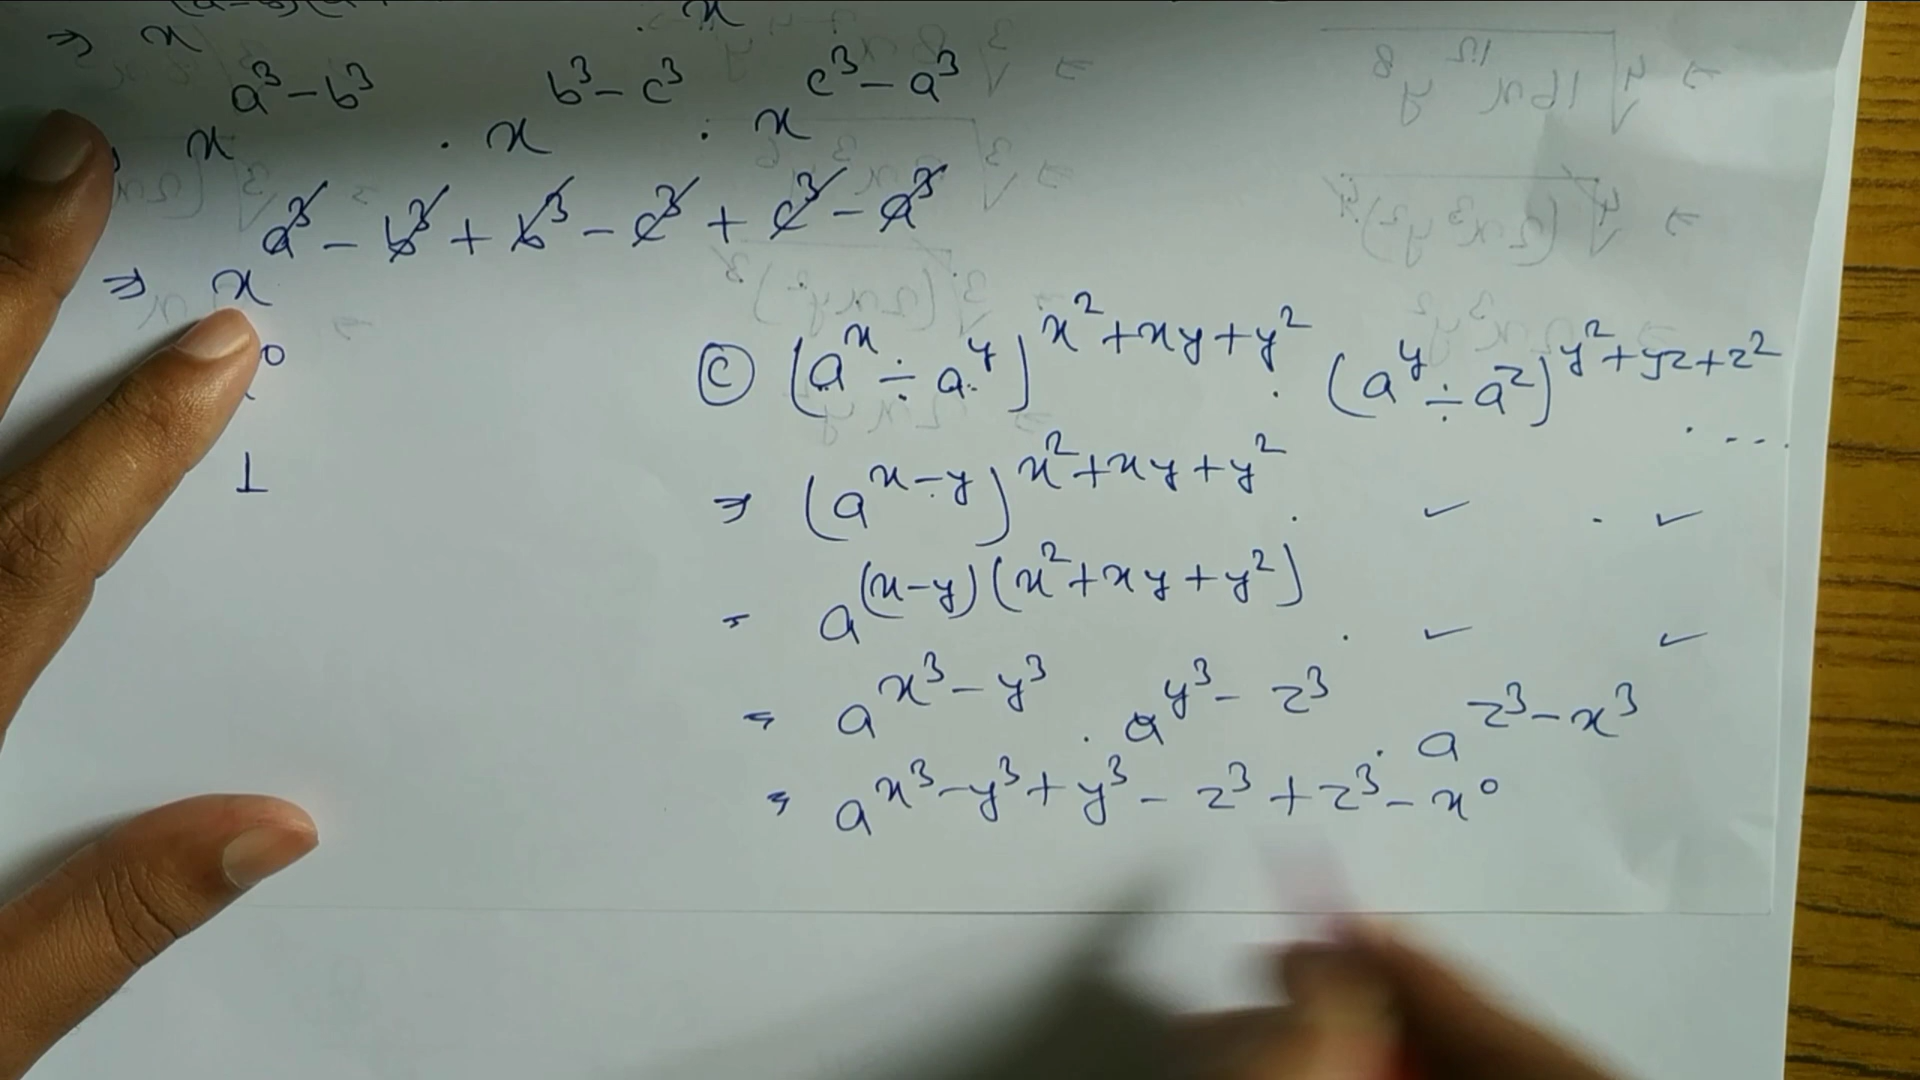 ⇒ x
x^(a³-b³) · x^(b³-c³) · x^(c³-a³)
⇒ x^(a³-b³+b³-c³+c³-a³)
0
1
ⓒ (a^x ÷ a^y)^(x²+xy+y²) · (a^y ÷ a^z)^(y²+yz+z²) · ...
⇒ (a^(x-y))^(x²+xy+y²) · ✓ · ✓
= a^((x-y)(x²+xy+y²)) · ✓ ✓
= a^(x³-y³) · a^(y³-z³) · a^(z³-x³)
= a^(x³-y³+y³-z³+z³-x⁰)